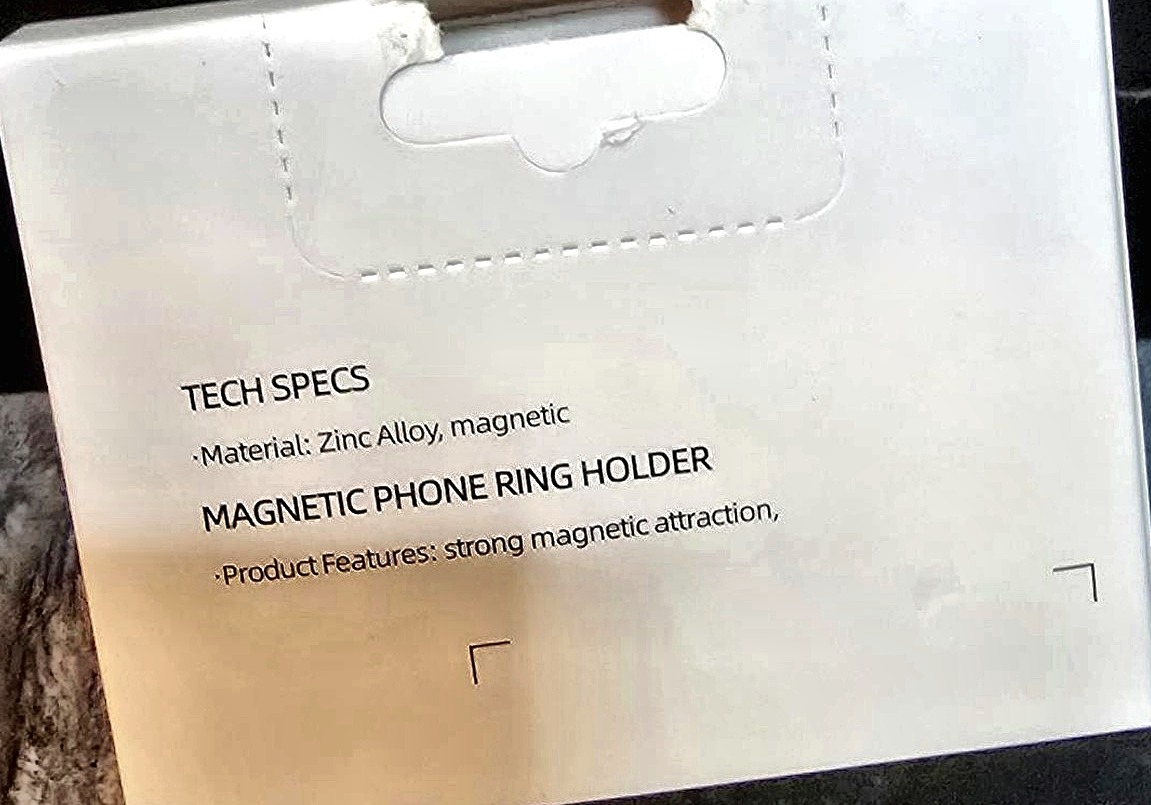 TECH SPECS
·Material: Zinc Alloy, magnetic
MAGNETIC PHONE RING HOLDER
·Product Features: strong magnetic attraction,